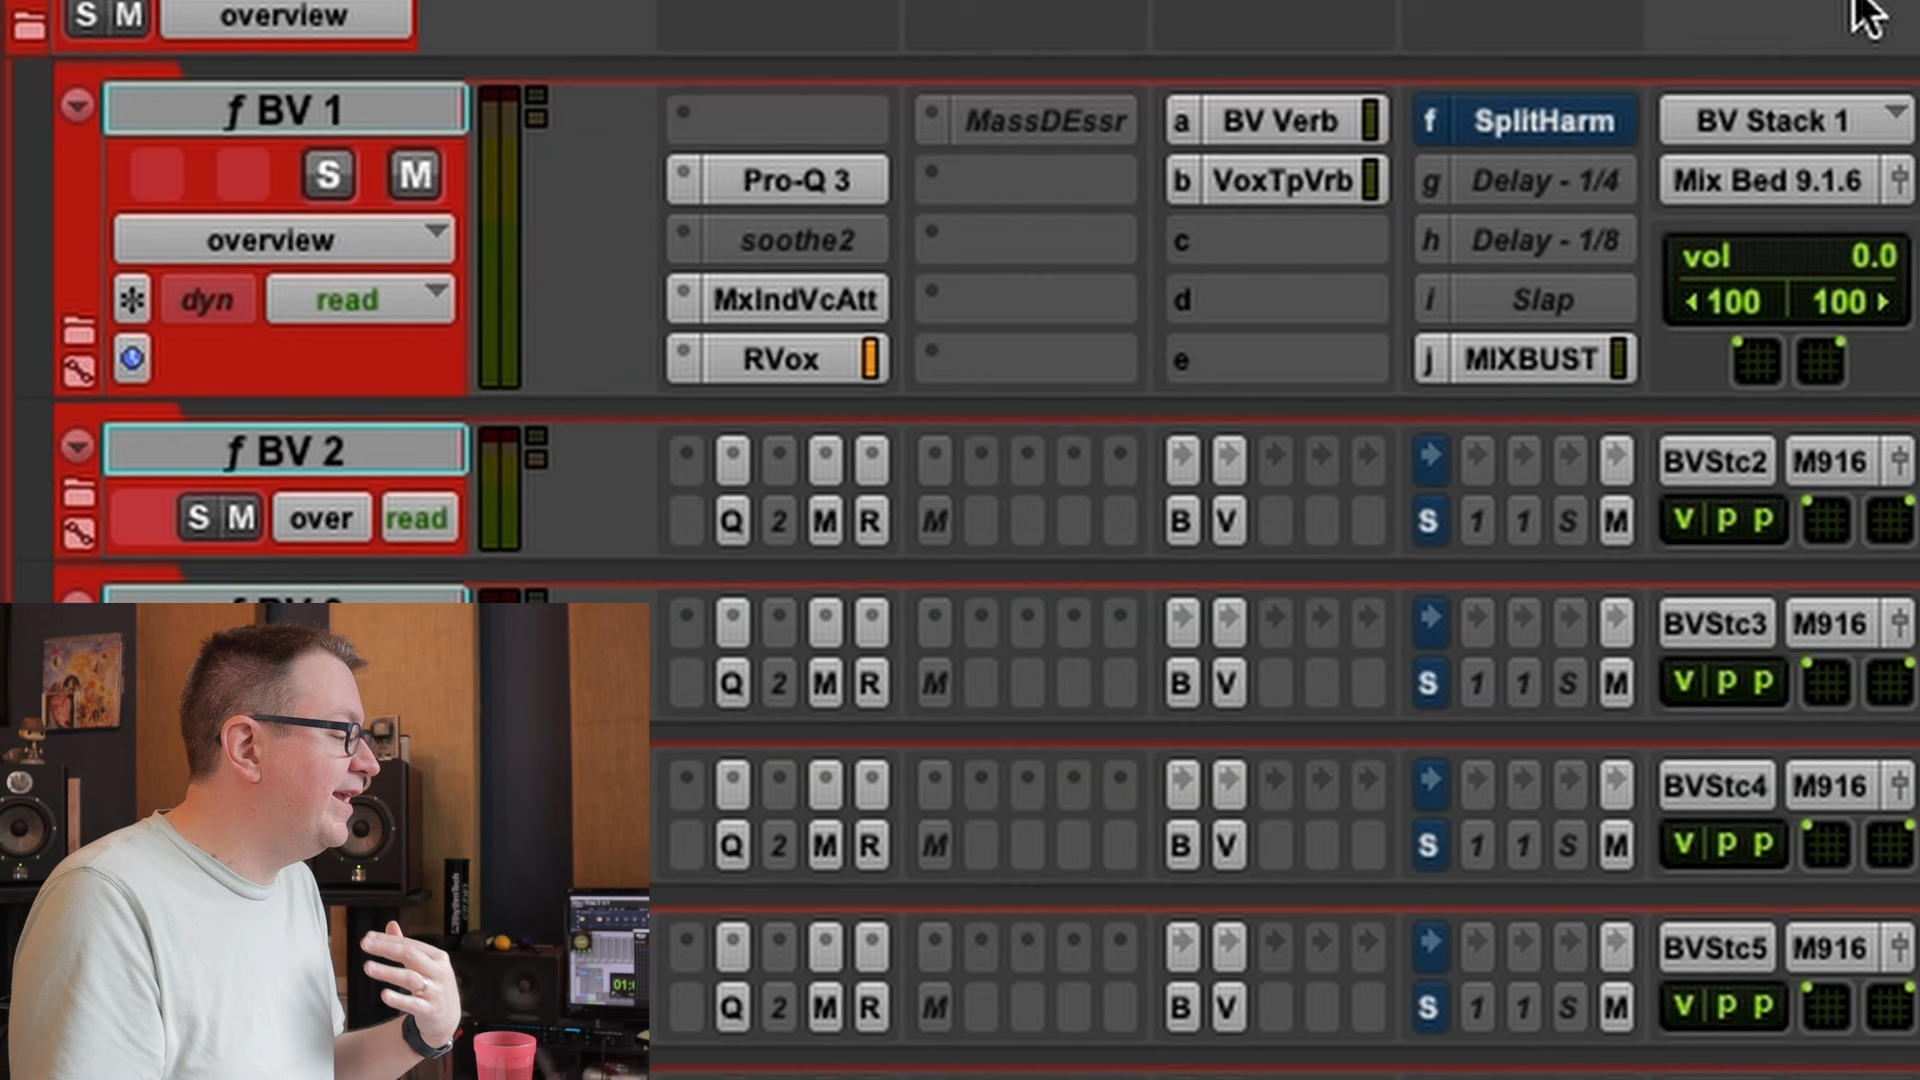 S M overview
ƒ BV 1
S M
overview
dyn read
MassDEssr
Pro-Q 3
soothe2
MxIndVcAtt
RVox
a BV Verb
b VoxTpVrb
c
d
e
f SplitHarm
g Delay - 1/4
h Delay - 1/8
i Slap
j MIXBUST
BV Stack 1
Mix Bed 9.1.6
vol 0.0
100 100
ƒ BV 2
S M over read
Q 2 M R M B V S 1 1 S M
BVStc2 M916
v p p
Q 2 M R M B V S 1 1 S M
BVStc3 M916
v p p
Q 2 M R M B V S 1 1 S M
BVStc4 M916
v p p
Q 2 M R M B V S 1 1 S M
BVStc5 M916
v p p